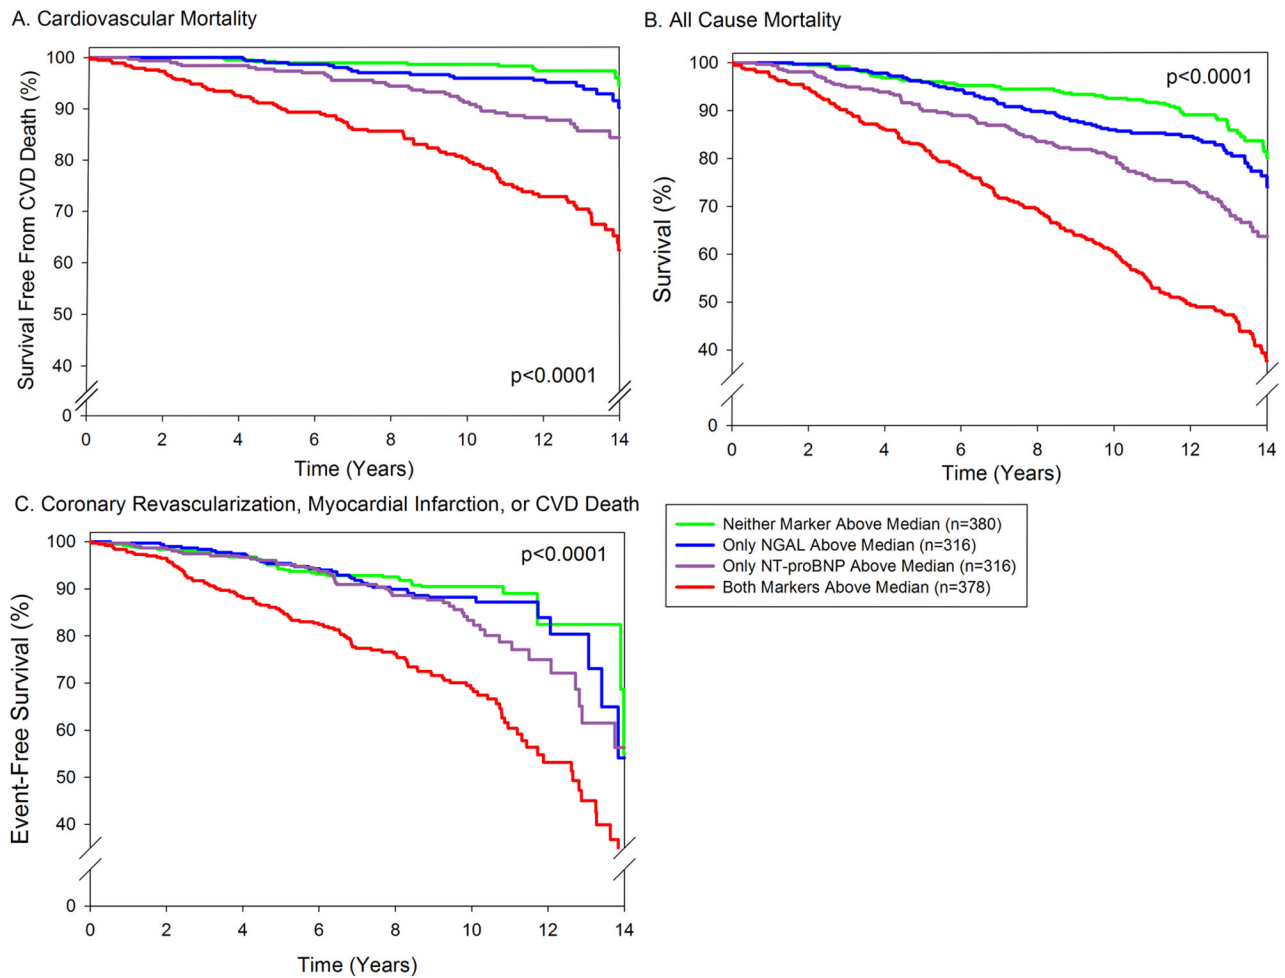 A. Cardiovascular Mortality
Survival Free From CVD Death (%)
100
90
80
70
60
50
40
0
p<0.0001
0 2 4 6 8 10 12 14
Time (Years)
B. All Cause Mortality
Survival (%)
100
90
80
70
60
50
40
0
p<0.0001
0 2 4 6 8 10 12 14
Time (Years)
C. Coronary Revascularization, Myocardial Infarction, or CVD Death
Event-Free Survival (%)
100
90
80
70
60
50
40
0
p<0.0001
0 2 4 6 8 10 12 14
Time (Years)
Neither Marker Above Median (n=380)
Only NGAL Above Median (n=316)
Only NT-proBNP Above Median (n=316)
Both Markers Above Median (n=378)